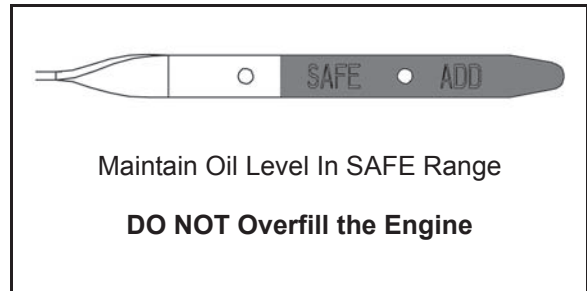 SAFE ADD
Maintain Oil Level In SAFE Range
DO NOT Overfill the Engine